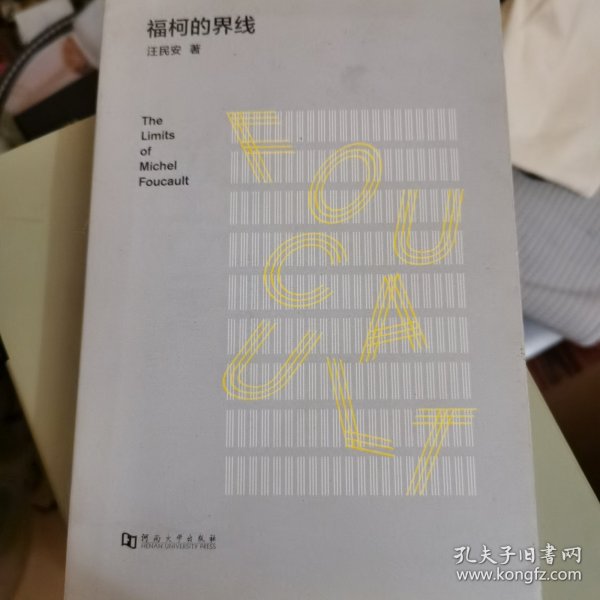 福柯的界线
汪民安 著
The
Limits
of
Michel
Foucault
F
O
U
C
A
U
L
T
河南大学出版社
HENAN UNIVERSITY PRESS
孔夫子旧书网
www.kongfz.com